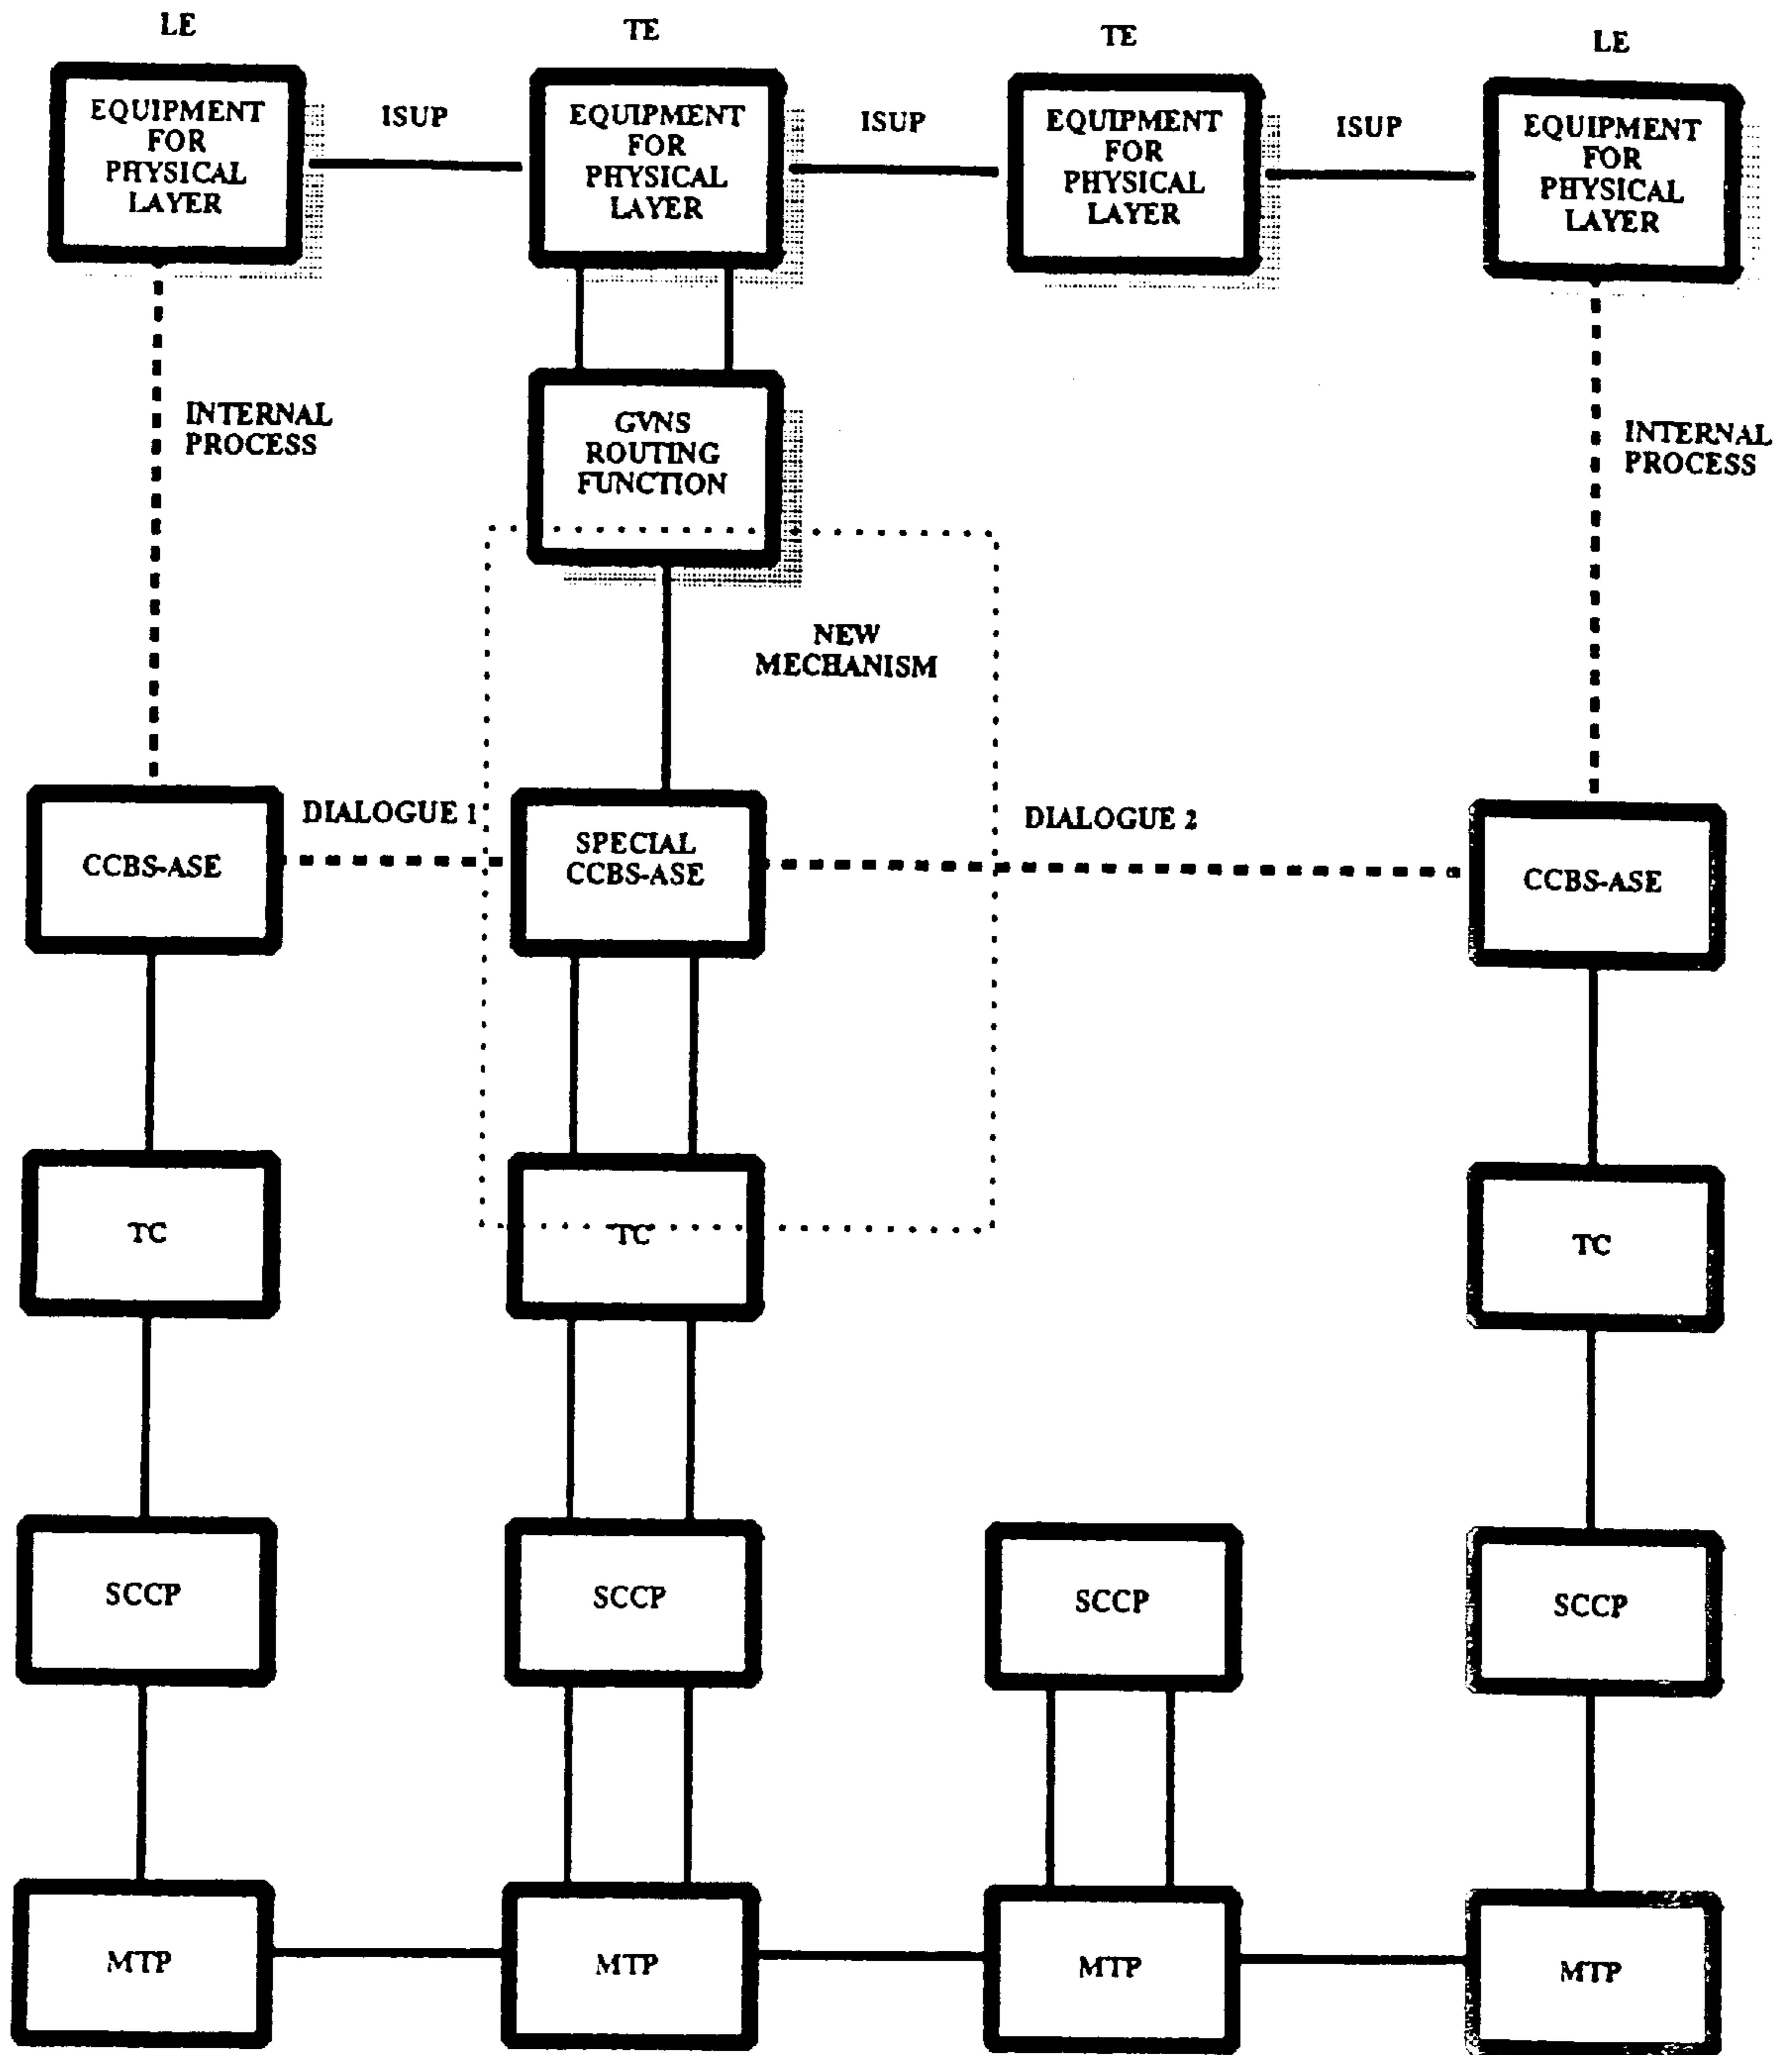 LE
TE
TE
LE
EQUIPMENT
FOR
PHYSICAL
LAYER
ISUP
EQUIPMENT
FOR
PHYSICAL
LAYER
ISUP
EQUIPMENT
FOR
PHYSICAL
LAYER
ISUP
EQUIPMENT
FOR
PHYSICAL
LAYER
INTERNAL
PROCESS
GVNS
ROUTING
FUNCTION
INTERNAL
PROCESS
NEW
MECHANISM
CCBS-ASE
DIALOGUE 1
SPECIAL
CCBS-ASE
DIALOGUE 2
CCBS-ASE
TC
TC
TC
SCCP
SCCP
SCCP
SCCP
MTP
MTP
MTP
MTP